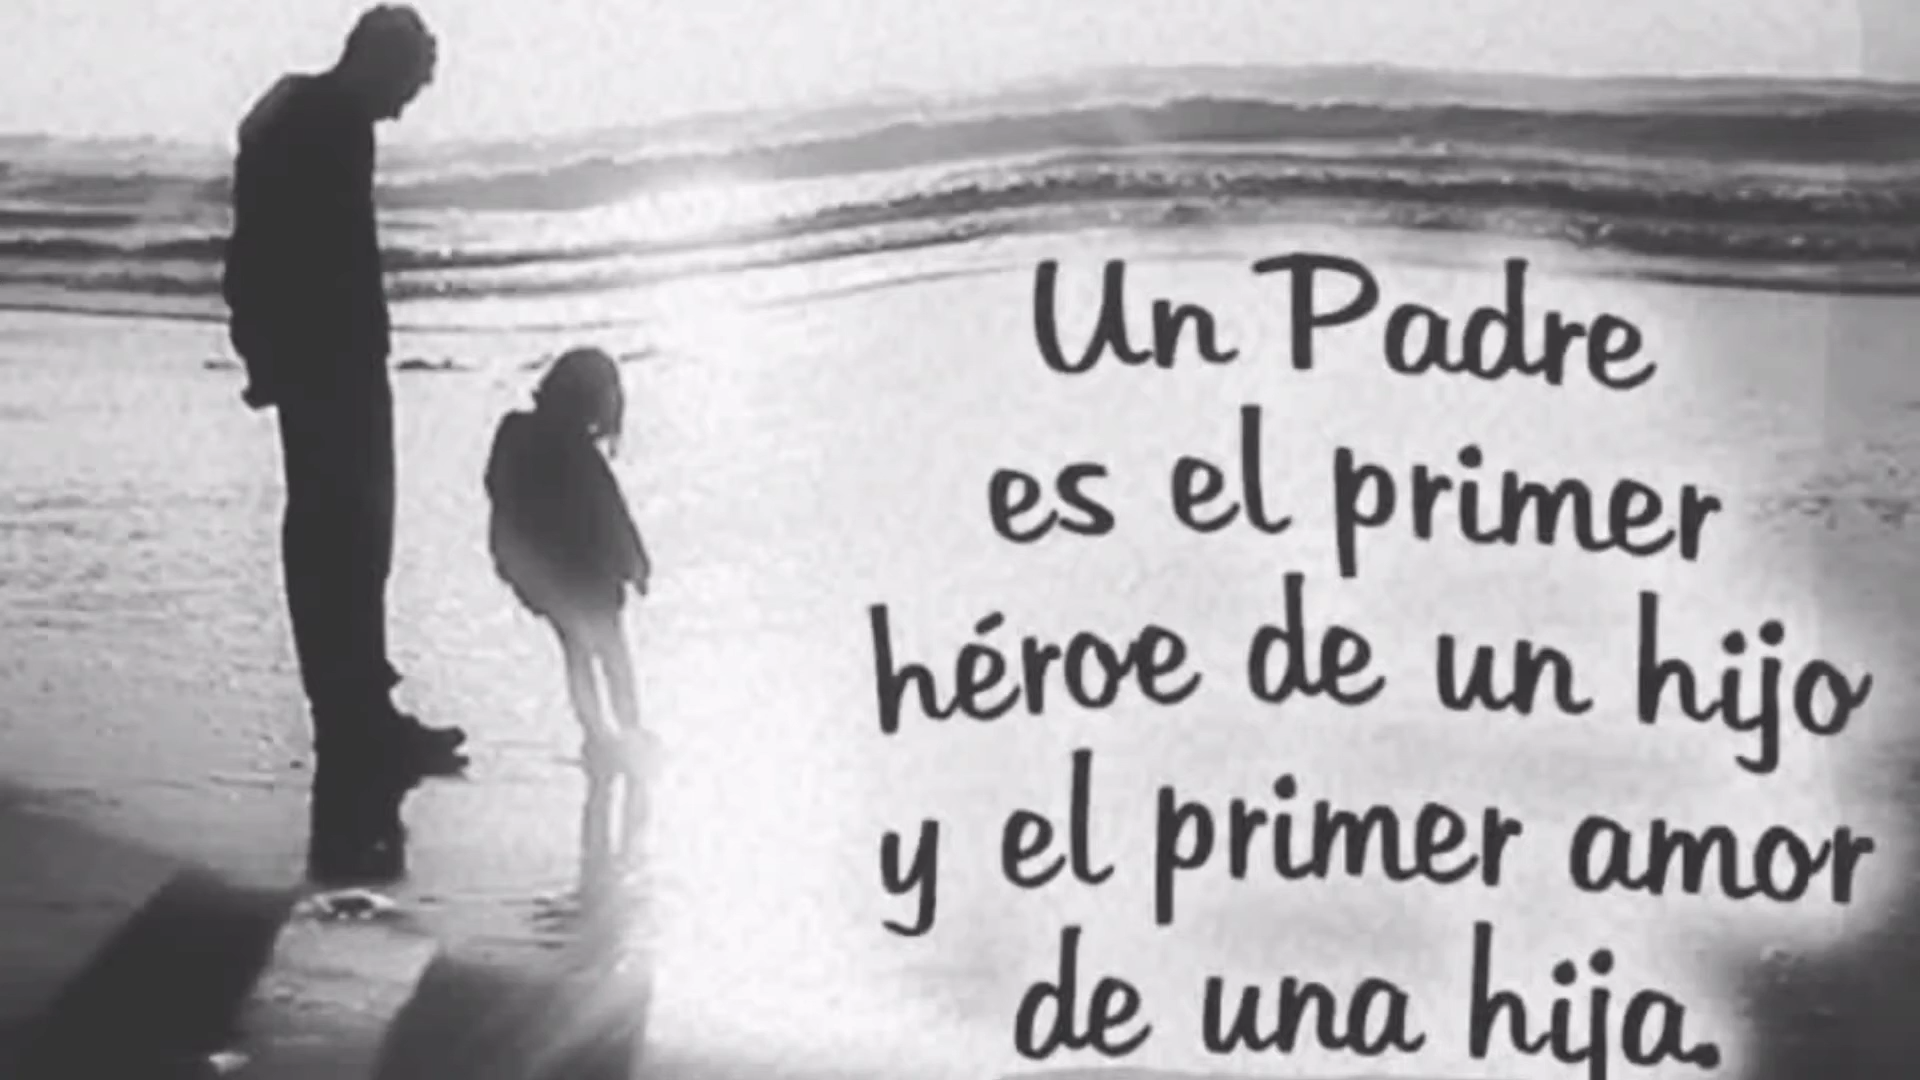 Un Padre
es el primer
héroe de un hijo
y el primer amor
de una hija.